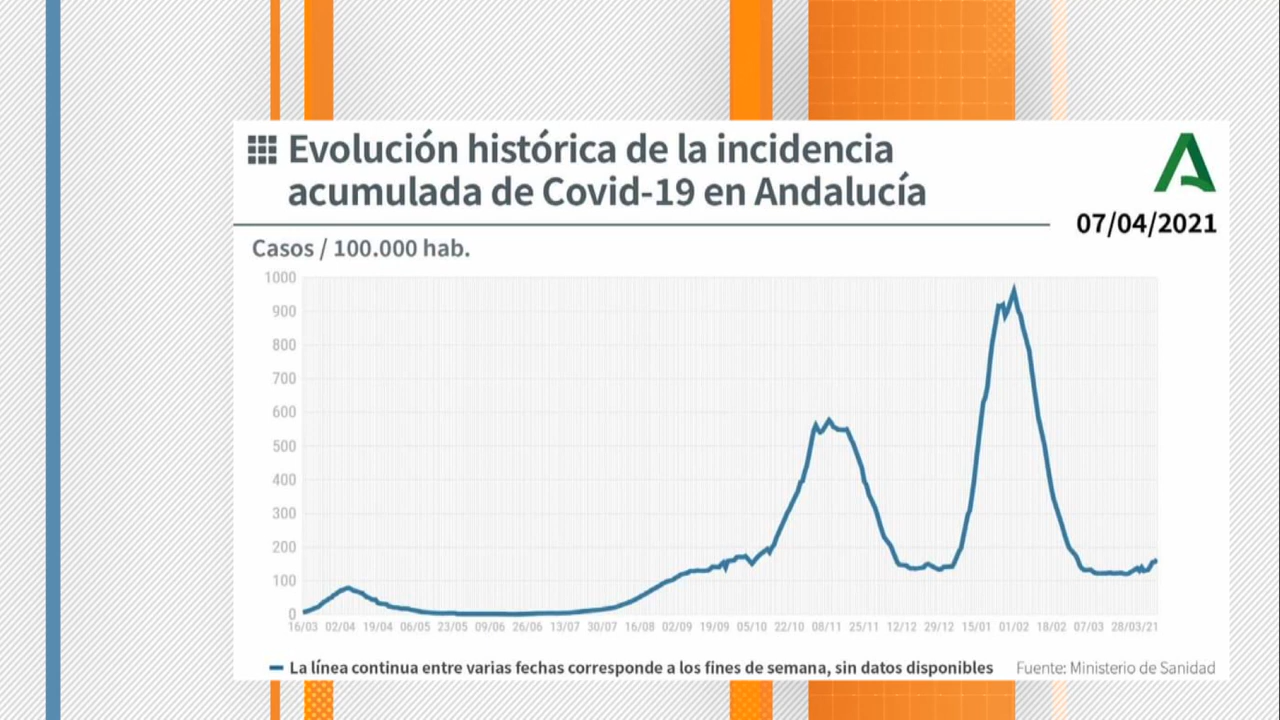 Evolución histórica de la incidencia
acumulada de Covid-19 en Andalucía
07/04/2021
Casos / 100.000 hab.
1000
900
800
700
600
500
400
300
200
100
0
16/03 02/04 19/04 06/05 23/05 09/06 26/06 13/07 30/07 16/08 02/09 19/09 05/10 22/10 08/11 25/11 12/12 29/12 15/01 01/02 18/02 07/03 28/03/21
La línea continua entre varias fechas corresponde a los fines de semana, sin datos disponibles
Fuente: Ministerio de Sanidad